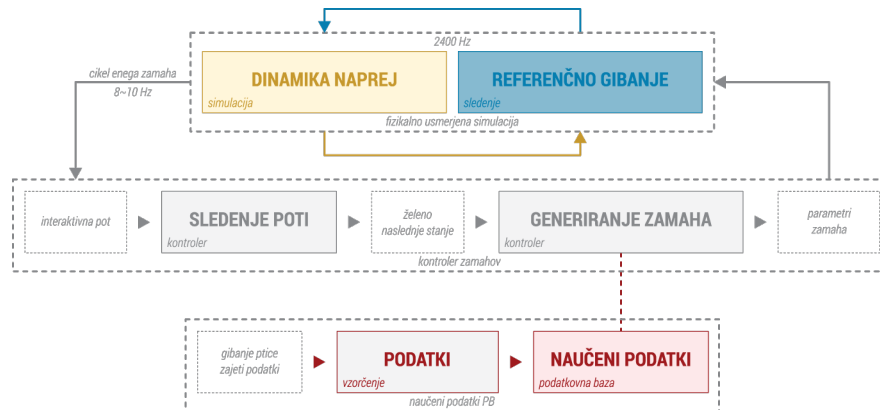 2400 Hz
DINAMIKA NAPREJ
simulacija
REFERENČNO GIBANJE
sledenje
fizikalno usmerjena simulacija
cikel enega zamaha
8~10 Hz
interaktivna pot
SLEDENJE POTI
kontroler
želeno
naslednje stanje
GENERIRANJE ZAMAHA
kontroler
parametri
zamaha
kontroler zamahov
gibanje ptice
zajeti podatki
PODATKI
vzorčenje
NAUČENI PODATKI
podatkovna baza
naučeni podatki PB